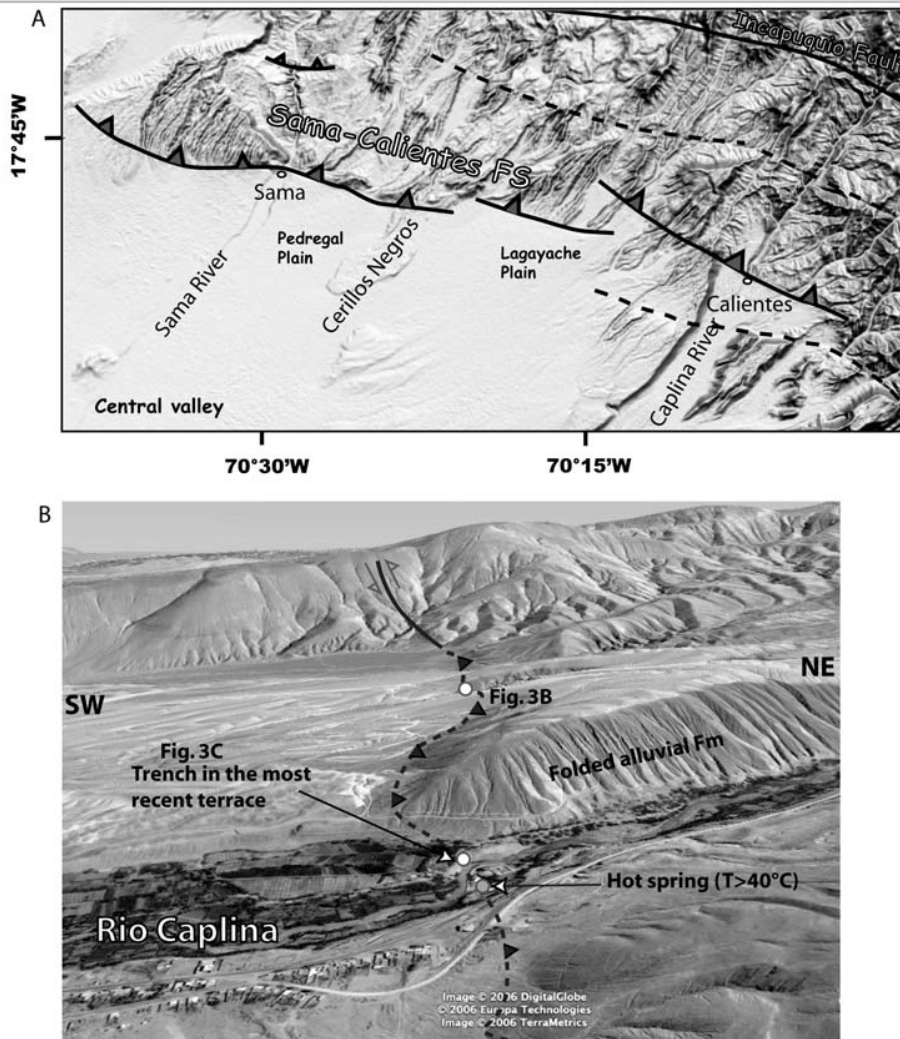 A
Incapuquio Fault
17°45'W
Sama-Calientes FS
Sama
Pedregal
Plain
Lagayache
Plain
Sama River
Cerillos Negros
Calientes
Caplina River
Central valley
70°30'W
70°15'W
B
NE
SW
Fig. 3B
Fig. 3C
Trench in the most
recent terrace
Folded alluvial Fm
Hot spring (T>40°C)
Rio Caplina
Image © 2006 DigitalGlobe
© 2006 Europa Technologies
Image © 2006 TerraMetrics